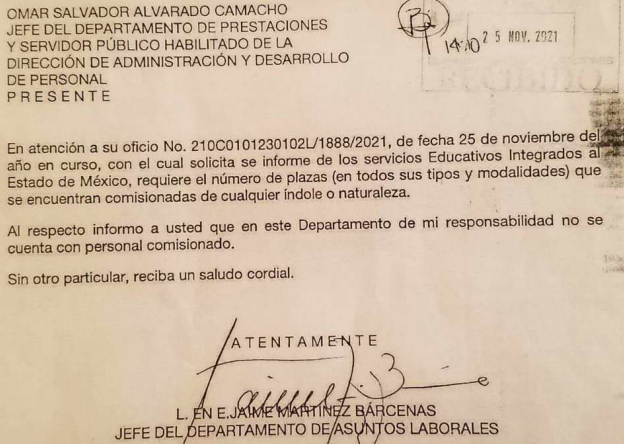 OMAR SALVADOR ALVARADO CAMACHO
JEFE DEL DEPARTAMENTO DE PRESTACIONES
Y SERVIDOR PÚBLICO HABILITADO DE LA
DIRECCIÓN DE ADMINISTRACIÓN Y DESARROLLO
DE PERSONAL
P R E S E N T E
14:10
25 NOV. 2021
En atención a su oficio No. 210C0101230102L/1888/2021, de fecha 25 de noviembre del
año en curso, con el cual solicita se informe de los servicios Educativos Integrados al
Estado de México, requiere el número de plazas (en todos sus tipos y modalidades) que
se encuentran comisionadas de cualquier índole o naturaleza.
Al respecto informo a usted que en este Departamento de mi responsabilidad no se
cuenta con personal comisionado.
Sin otro particular, reciba un saludo cordial.
A T E N T A M E N T E
L. EN E.JAIME MARTÍNEZ BÁRCENAS
JEFE DEL DEPARTAMENTO DE ASUNTOS LABORALES